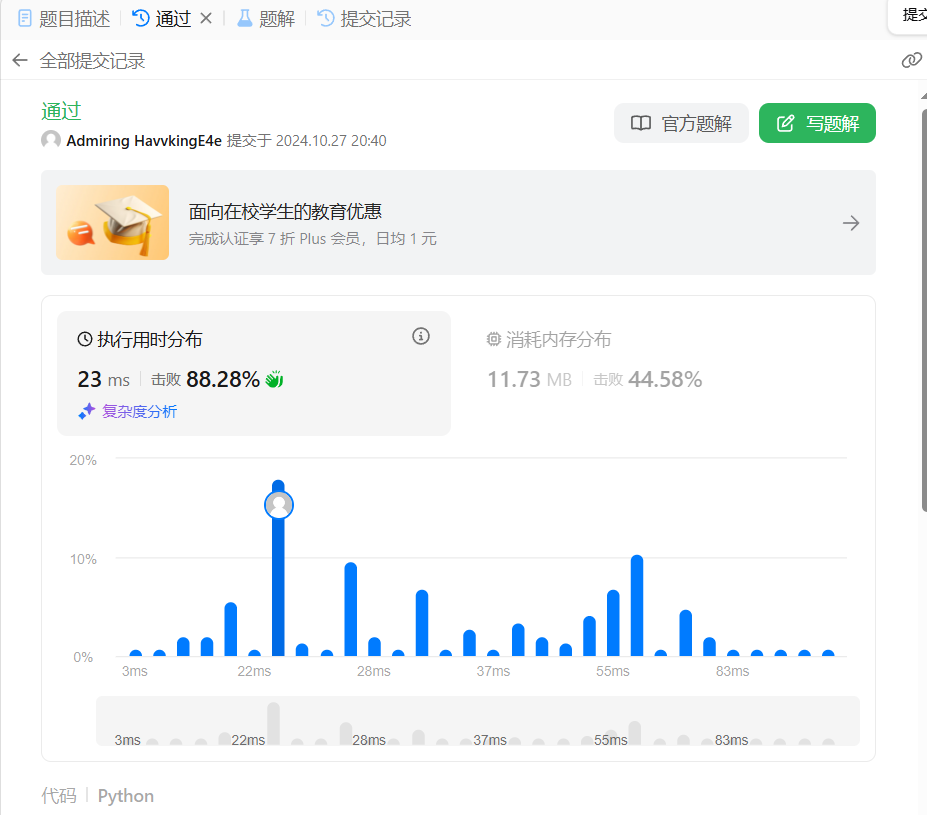 题目描述 通过 题解 提交记录 提交
全部提交记录
通过
官方题解 写题解
Admiring HavvkingE4e 提交于 2024.10.27 20:40
面向在校学生的教育优惠
完成认证享 7 折 Plus 会员，日均 1 元
执行用时分布
23 ms 击败 88.28%
复杂度分析
消耗内存分布
11.73 MB 击败 44.58%
20%
10%
0%
3ms 22ms 28ms 37ms 55ms 83ms
3ms 22ms 28ms 37ms 55ms 83ms
代码 Python